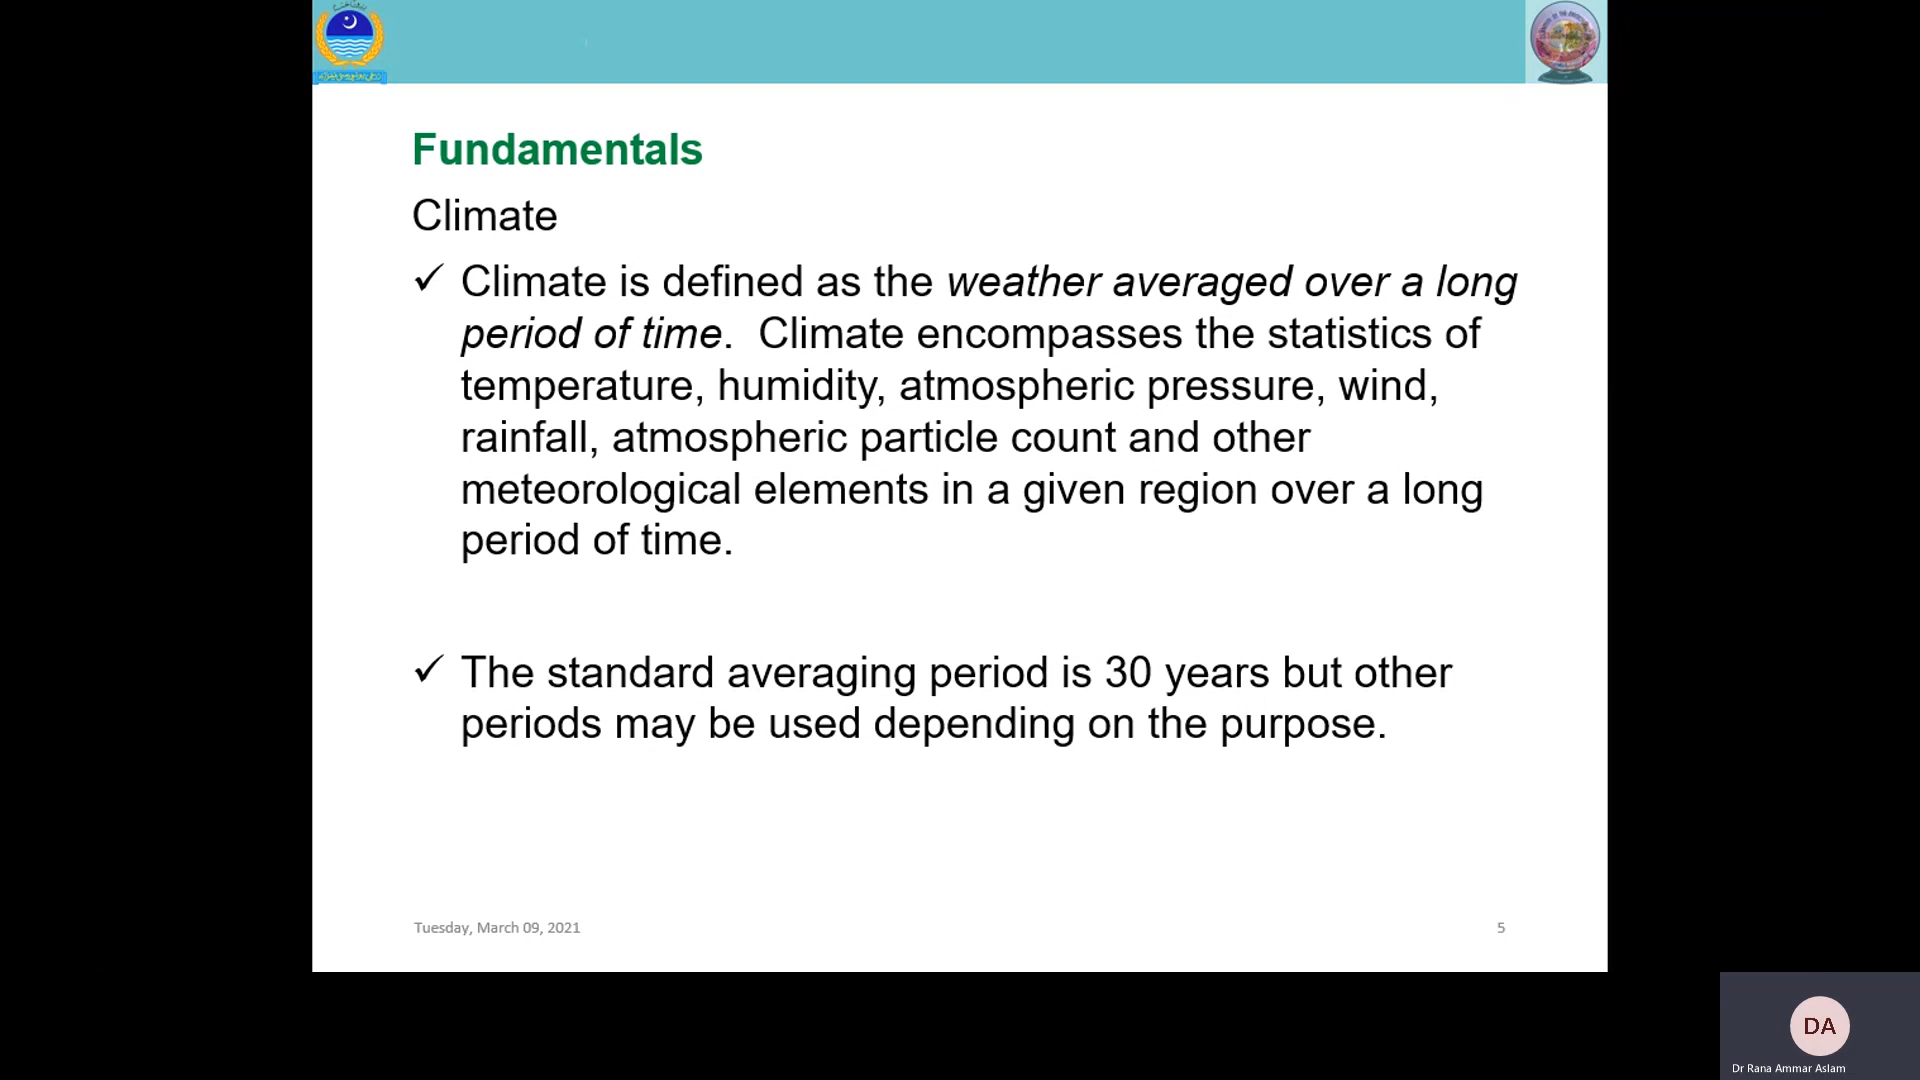 Fundamentals
Climate
✓ Climate is defined as the weather averaged over a long
period of time.  Climate encompasses the statistics of
temperature, humidity, atmospheric pressure, wind,
rainfall, atmospheric particle count and other
meteorological elements in a given region over a long
period of time.
✓ The standard averaging period is 30 years but other
periods may be used depending on the purpose.
Tuesday, March 09, 2021
5
DA
Dr Rana Ammar Aslam